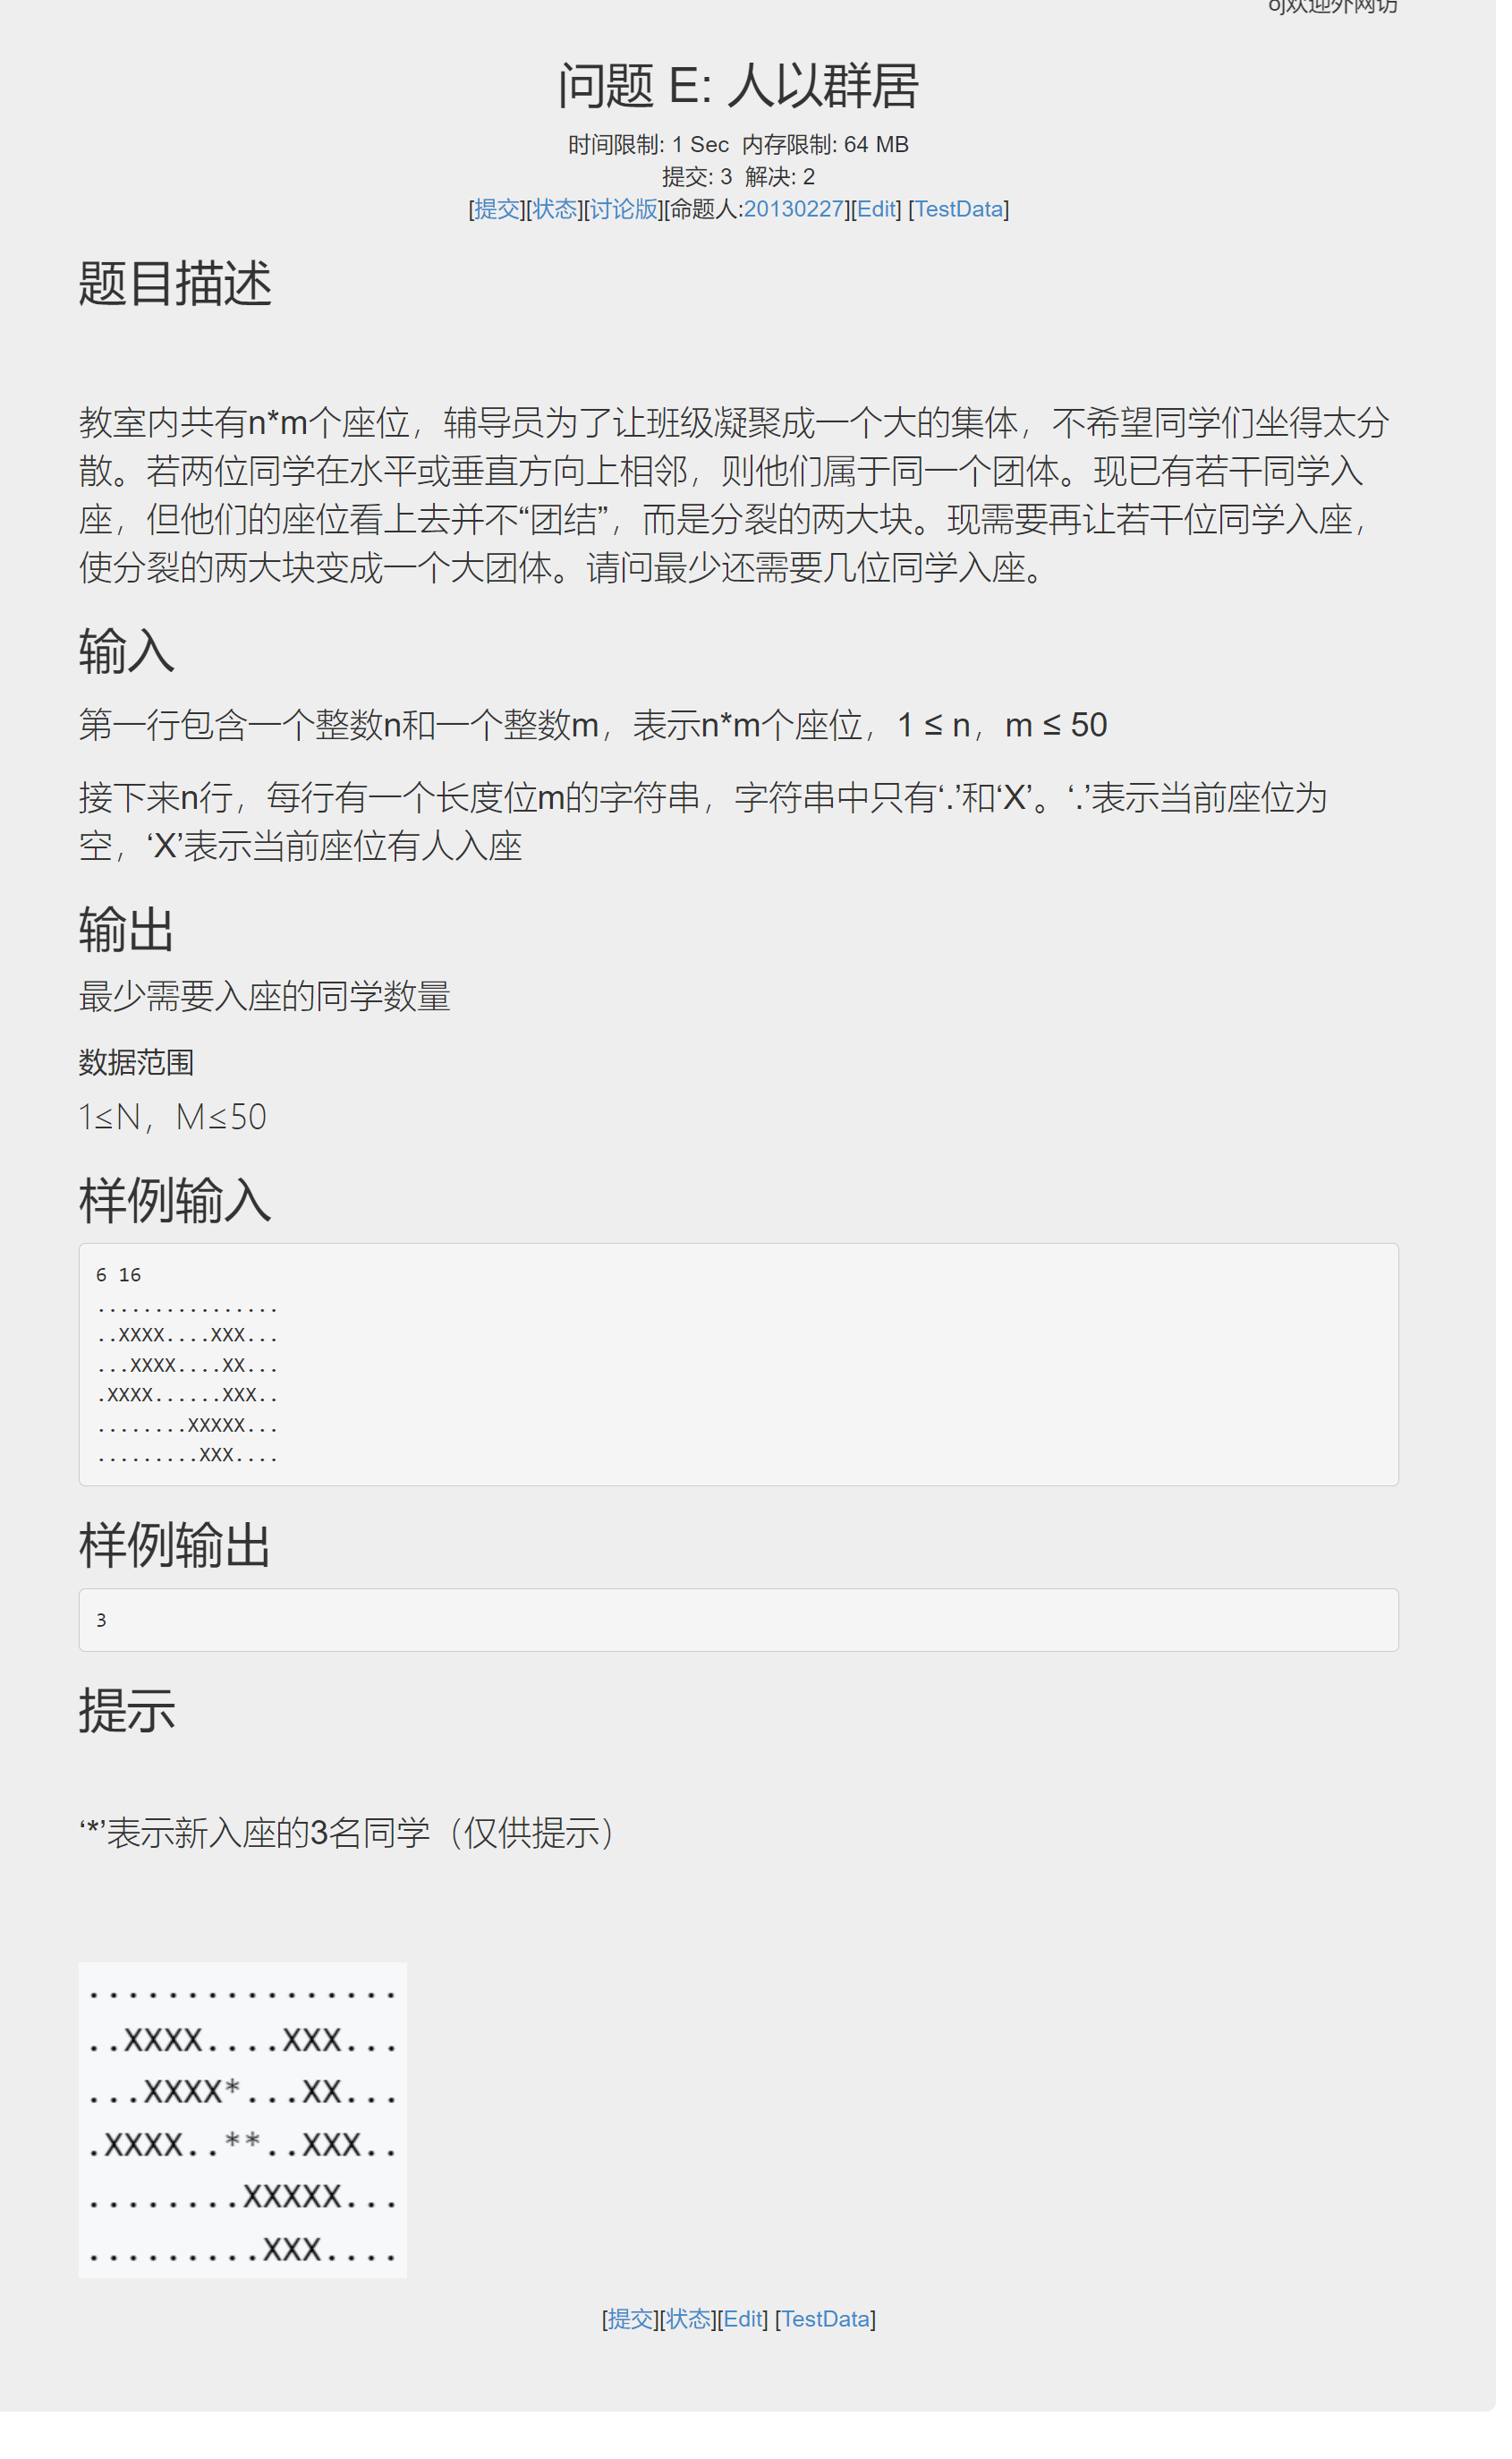 oj欢迎外网访
问题 E: 人以群居
时间限制: 1 Sec 内存限制: 64 MB
提交: 3 解决: 2
[提交][状态][讨论版][命题人:20130227][Edit] [TestData]
题目描述
教室内共有n*m个座位，辅导员为了让班级凝聚成一个大的集体，不希望同学们坐得太分
散。若两位同学在水平或垂直方向上相邻，则他们属于同一个团体。现已有若干同学入
座，但他们的座位看上去并不“团结”，而是分裂的两大块。现需要再让若干位同学入座，
使分裂的两大块变成一个大团体。请问最少还需要几位同学入座。
输入
第一行包含一个整数n和一个整数m，表示n*m个座位，1 ≤ n，m ≤ 50
接下来n行，每行有一个长度位m的字符串，字符串中只有‘.’和‘X’。‘.’表示当前座位为
空，‘X’表示当前座位有人入座
输出
最少需要入座的同学数量
数据范围
1≤N，M≤50
样例输入
6 16
................
..XXXX....XXX...
...XXXX....XX...
.XXXX......XXX..
........XXXXX...
.........XXX....
样例输出
3
提示
‘*’表示新入座的3名同学（仅供提示）
................
..XXXX....XXX...
...XXXX*...XX...
.XXXX..**..XXX..
........XXXXX...
.........XXX....
[提交][状态][Edit] [TestData]